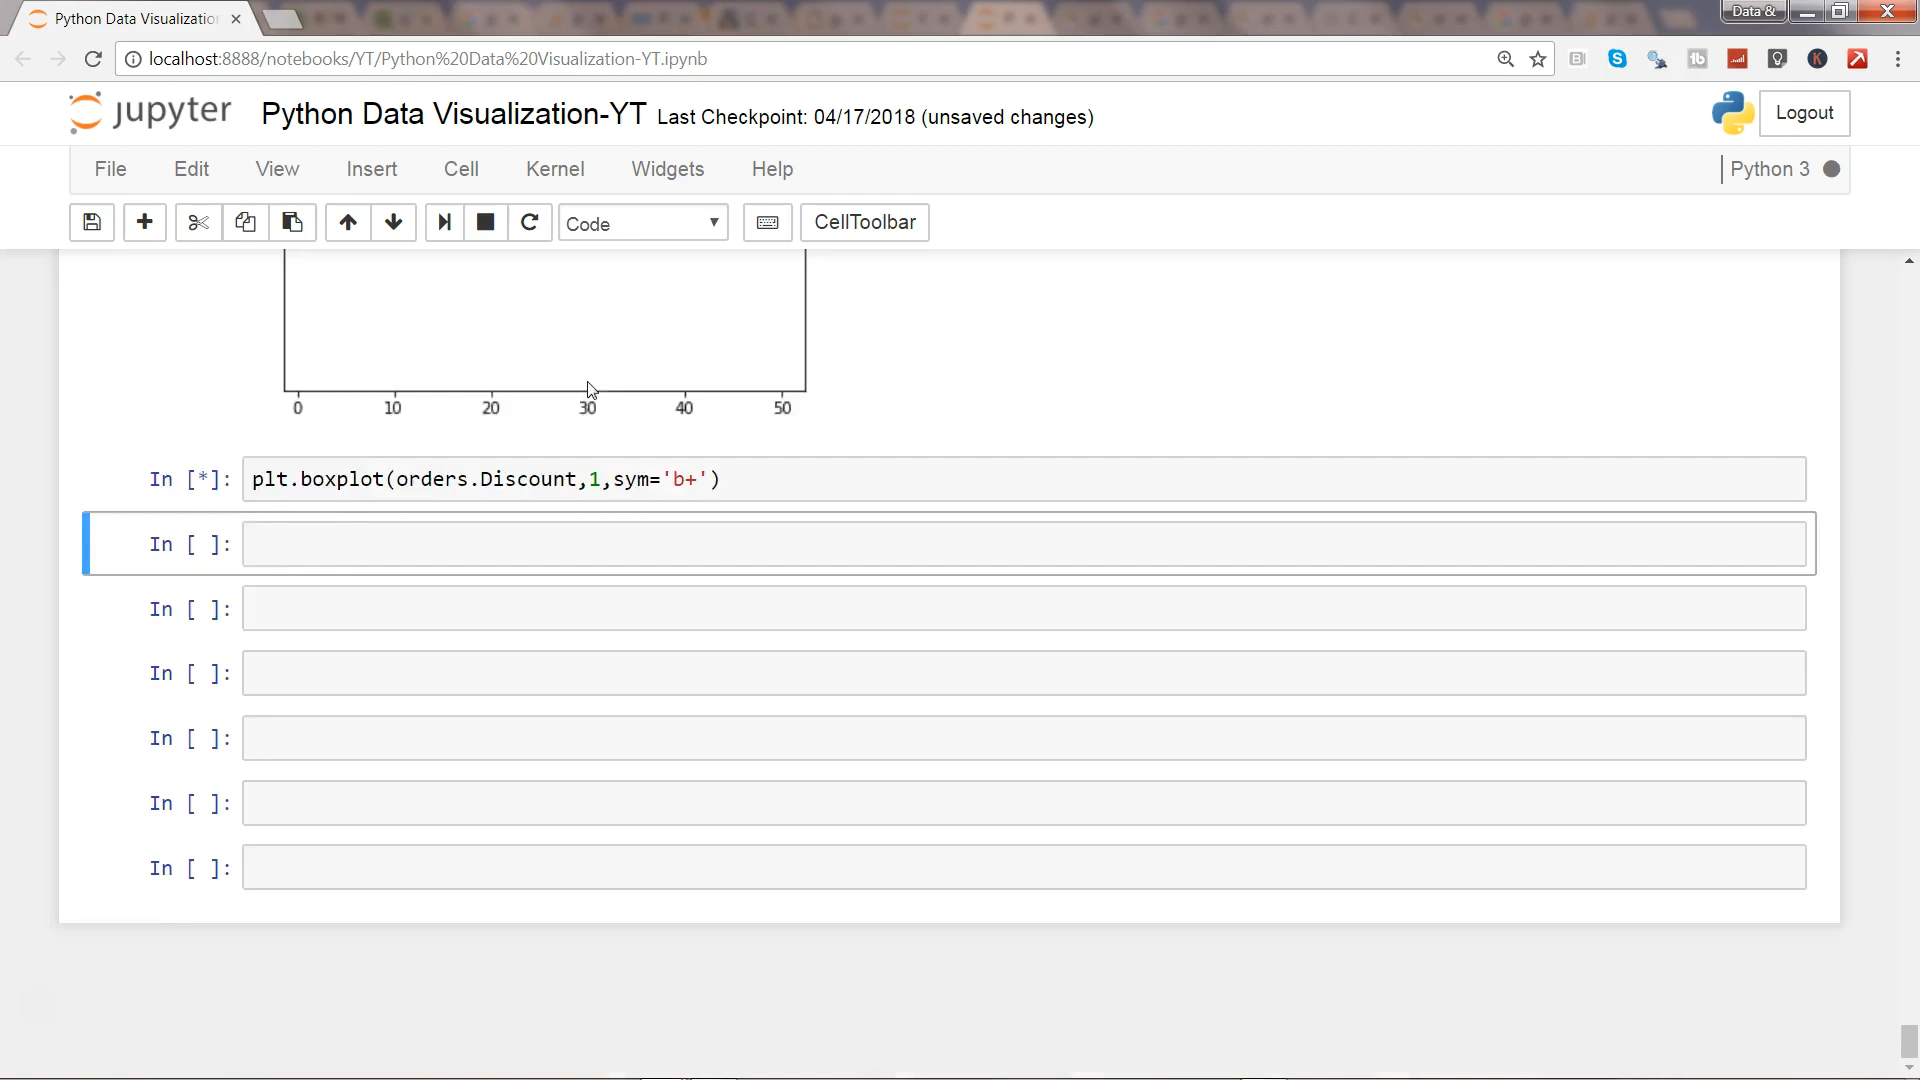 Python Data Visualization
Data &
localhost:8888/notebooks/YT/Python%20Data%20Visualization-YT.ipynb
jupyter Python Data Visualization-YT Last Checkpoint: 04/17/2018 (unsaved changes)
Logout
File Edit View Insert Cell Kernel Widgets Help
Python 3
Code
CellToolbar
0 10 20 30 40 50
In [*]: plt.boxplot(orders.Discount,1,sym='b+')
In [ ]:
In [ ]:
In [ ]:
In [ ]:
In [ ]:
In [ ]: